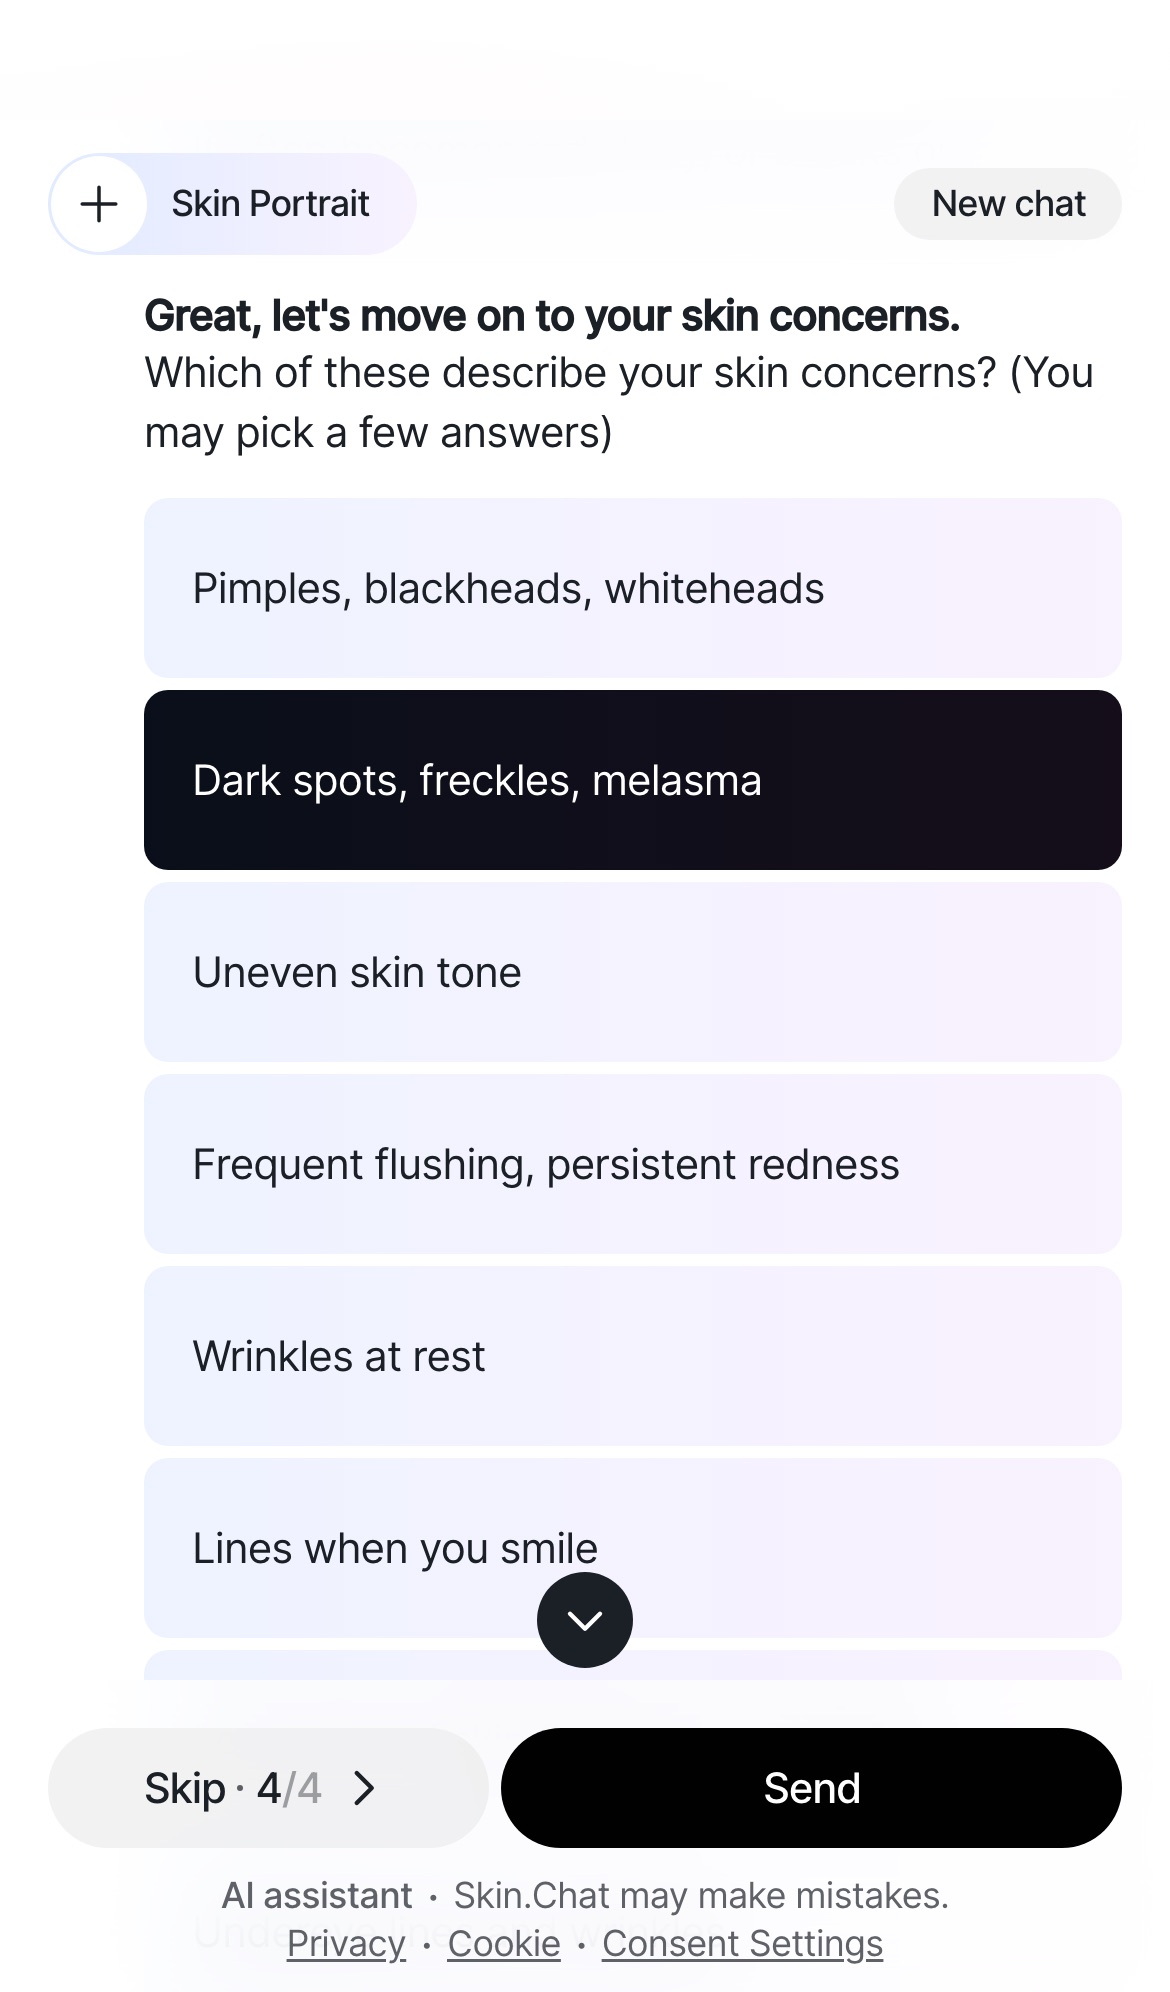 Skin Portrait
New chat
Great, let's move on to your skin concerns.
Which of these describe your skin concerns? (You
may pick a few answers)
Pimples, blackheads, whiteheads
Dark spots, freckles, melasma
Uneven skin tone
Frequent flushing, persistent redness
Wrinkles at rest
Lines when you smile
Skip · 4/4
Send
AI assistant · Skin.Chat may make mistakes.
Privacy · Cookie · Consent Settings